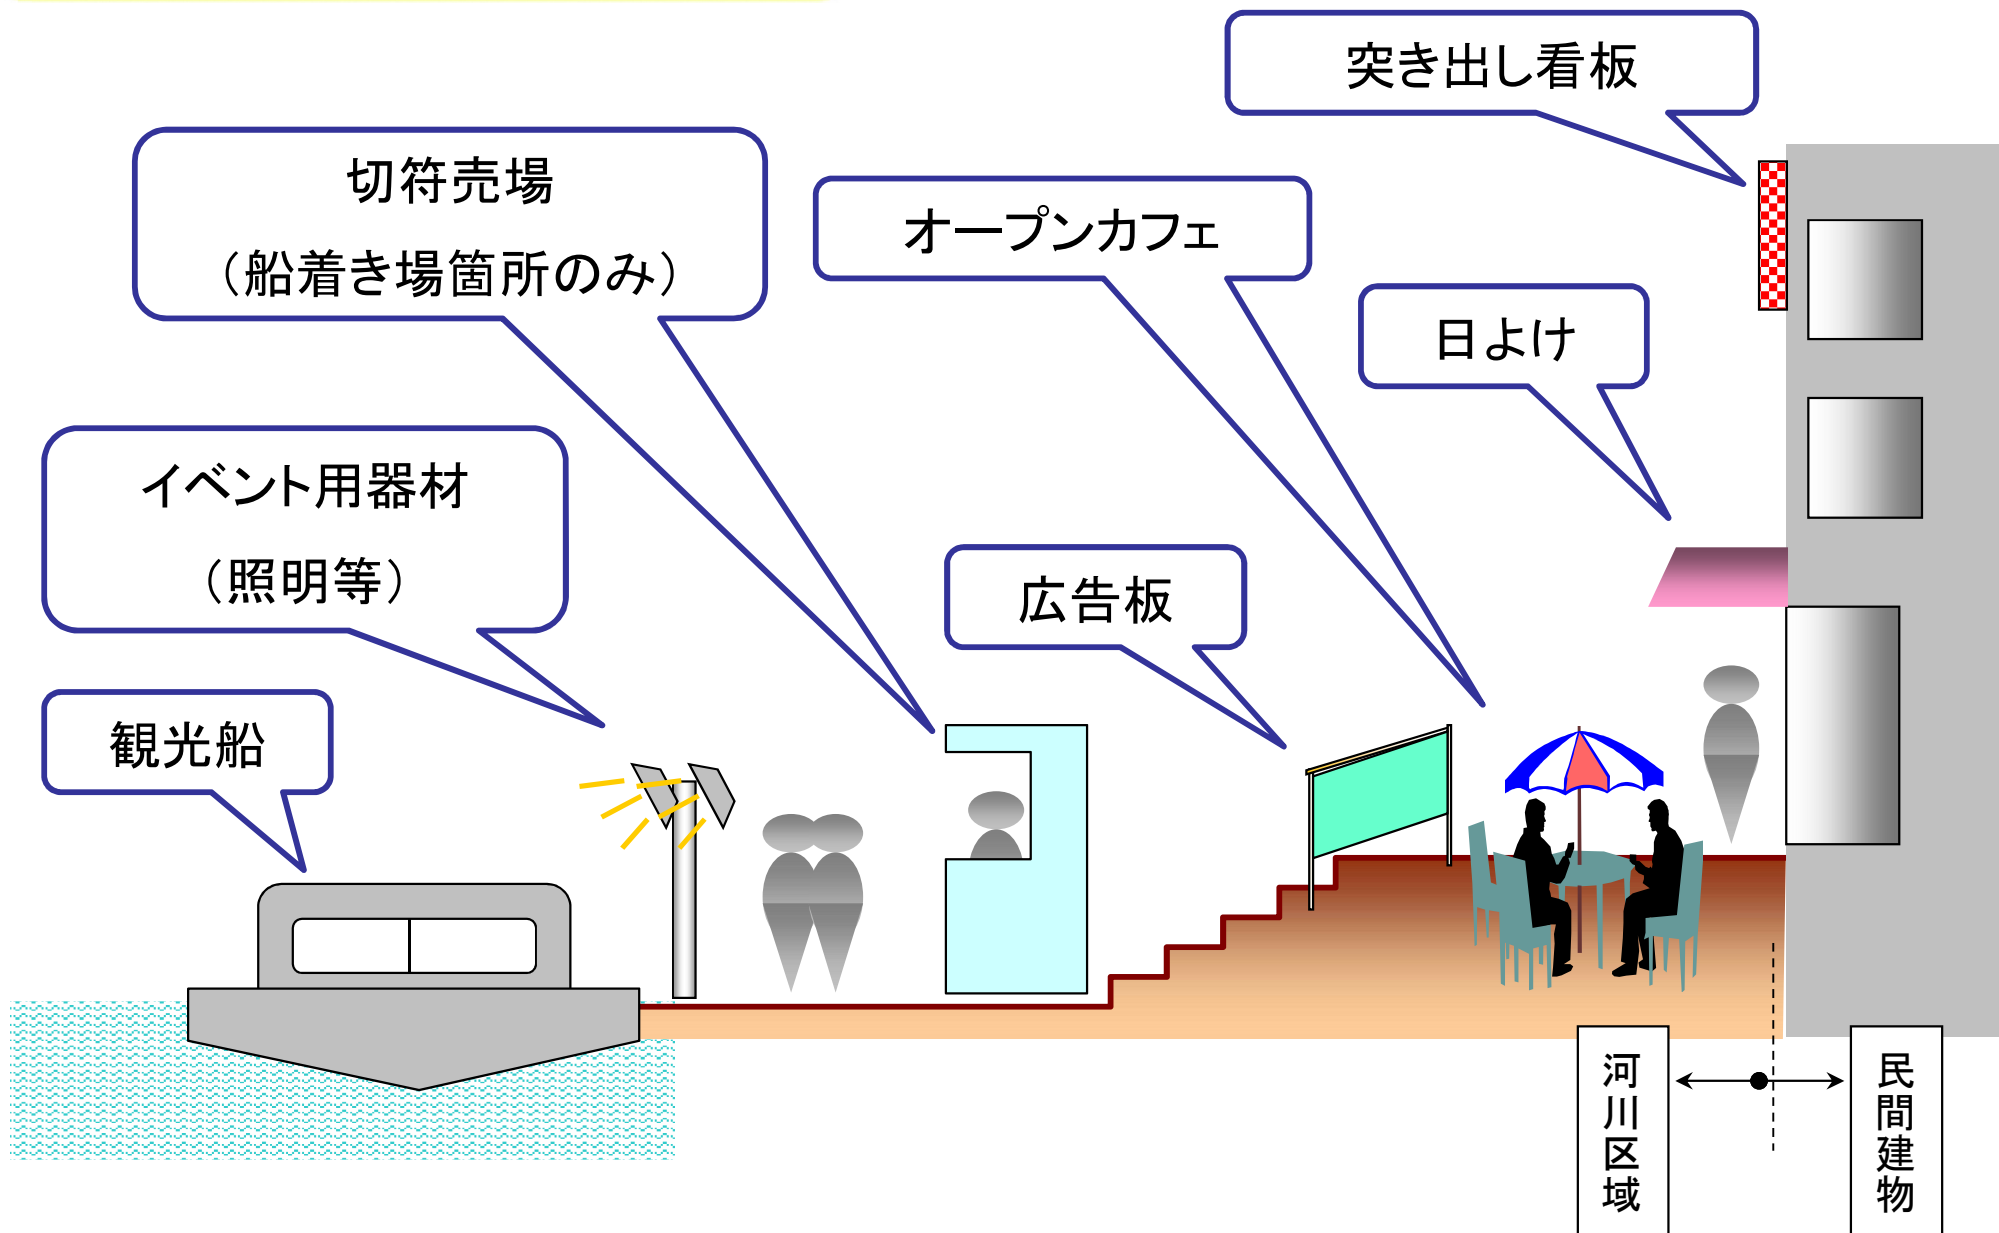 突き出し看板
切符売場
（船着き場箇所のみ）
オープンカフェ
日よけ
イベント用器材
（照明等）
広告板
観光船
河川区域
民間建物